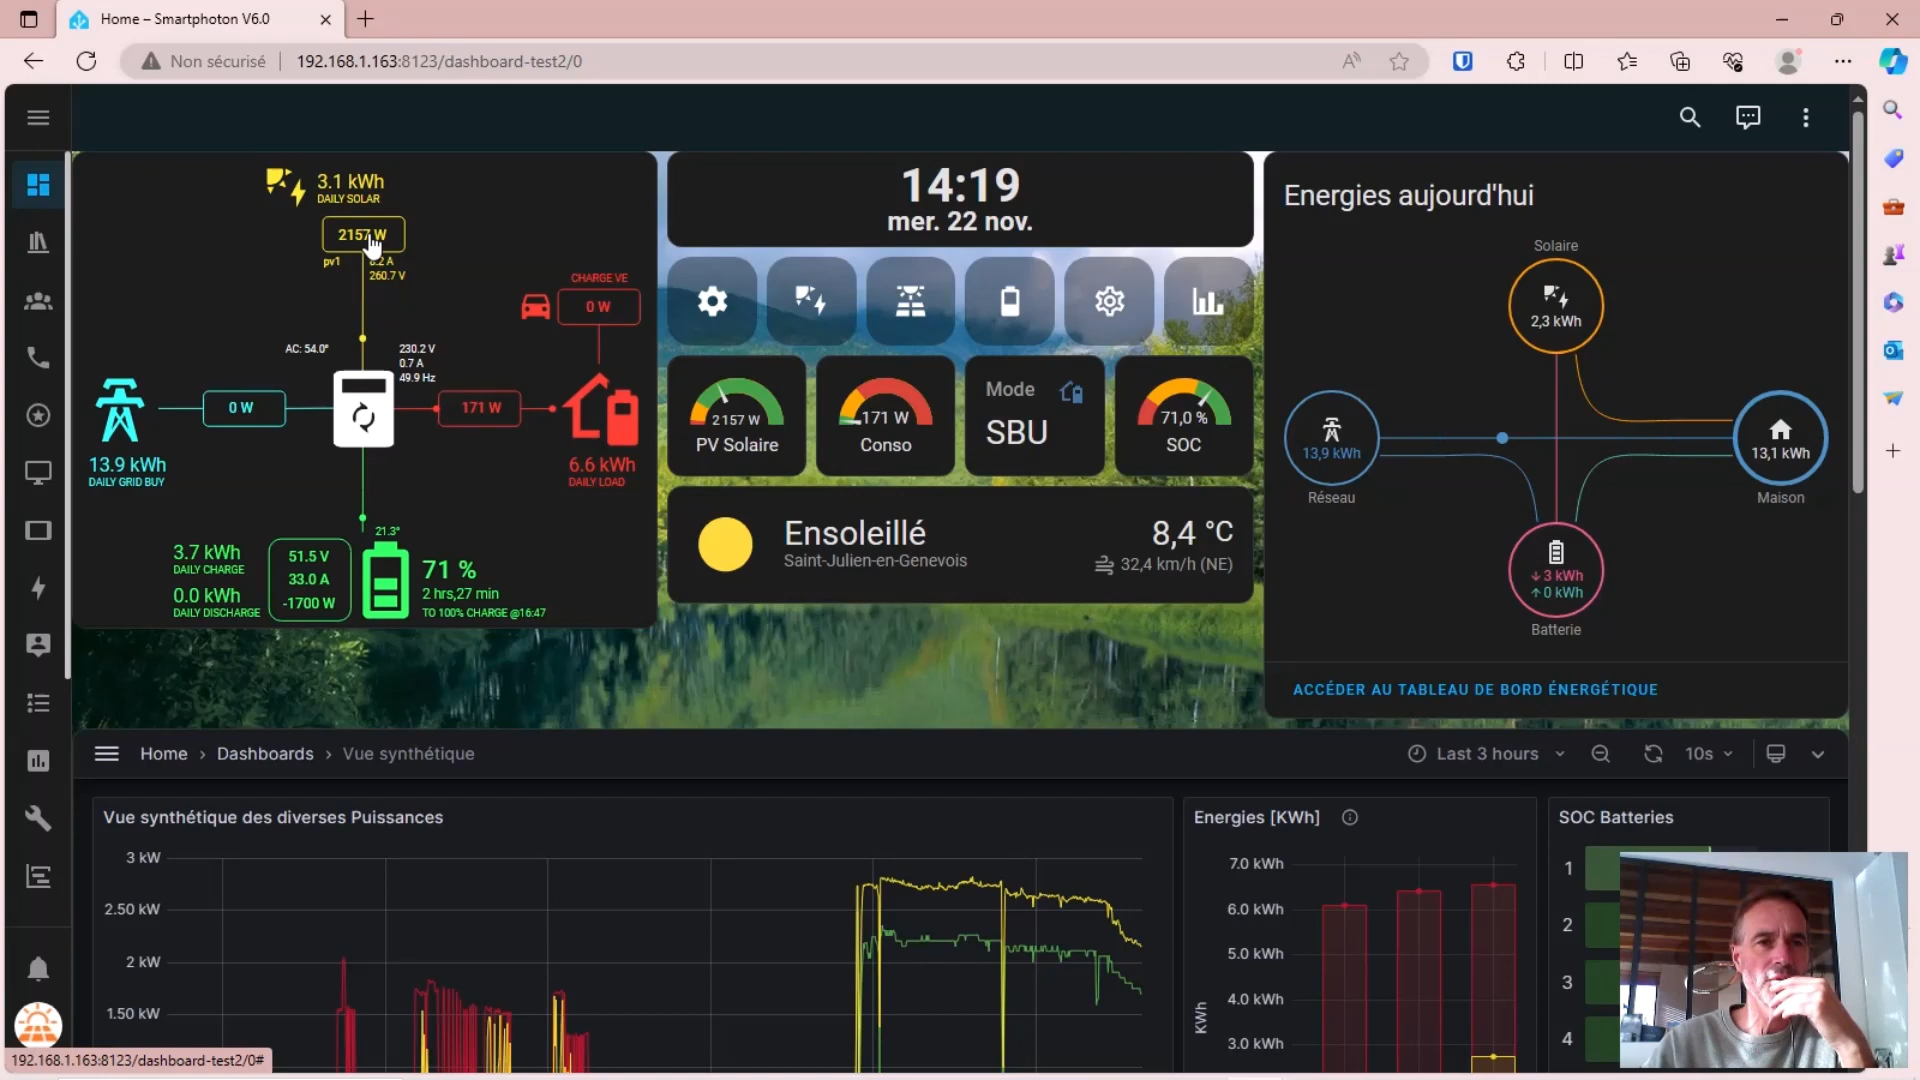 Home – Smartphoton V6.0
Non sécurisé
192.168.1.163:8123/dashboard-test2/0
3.1 kWh
DAILY SOLAR
2157 W
pv1
260.7 V
CHARGE VE
0 W
AC: 54.0°
230.2 V
0.7 A
49.9 Hz
0 W
171 W
13.9 kWh
DAILY GRID BUY
6.6 kWh
DAILY LOAD
21.3°
3.7 kWh
DAILY CHARGE
0.0 kWh
DAILY DISCHARGE
51.5 V
33.0 A
-1700 W
71 %
2 hrs,27 min
TO 100% CHARGE @16:47
14:19
mer. 22 nov.
2157 W
PV Solaire
171 W
Conso
Mode
SBU
71,0 %
SOC
Ensoleillé
Saint-Julien-en-Genevois
8,4 °C
32,4 km/h (NE)
Energies aujourd'hui
Solaire
2,3 kWh
13,9 kWh
Réseau
13,1 kWh
Maison
3 kWh
0 kWh
Batterie
ACCÉDER AU TABLEAU DE BORD ÉNERGÉTIQUE
Home › Dashboards › Vue synthétique
Last 3 hours
10s
Vue synthétique des diverses Puissances
3 kW
2.50 kW
2 kW
1.50 kW
Energies [KWh]
7.0 kWh
6.0 kWh
5.0 kWh
4.0 kWh
3.0 kWh
KWh
SOC Batteries
1
2
3
4
192.168.1.163:8123/dashboard-test2/0#